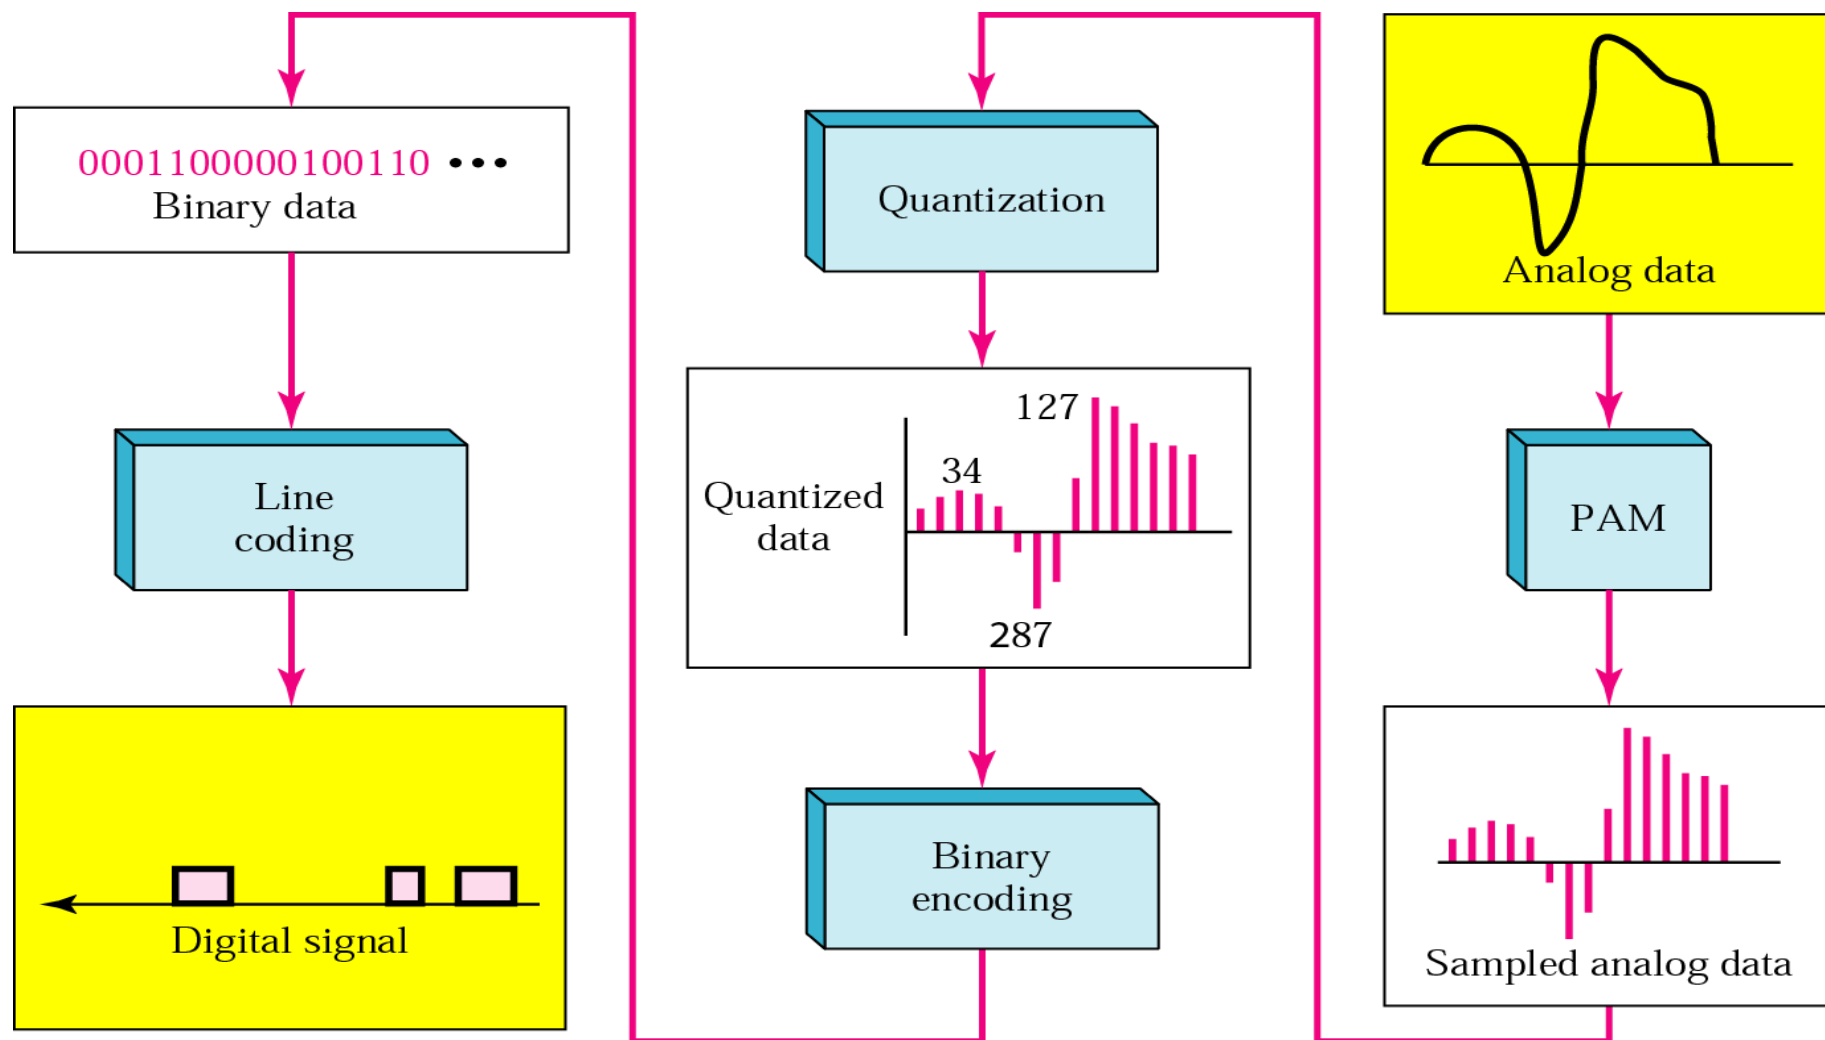 0001100000100110 •••
Binary data
Line
coding
Digital signal
Quantization
127
34
Quantized
data
287
Binary
encoding
Analog data
PAM
Sampled analog data